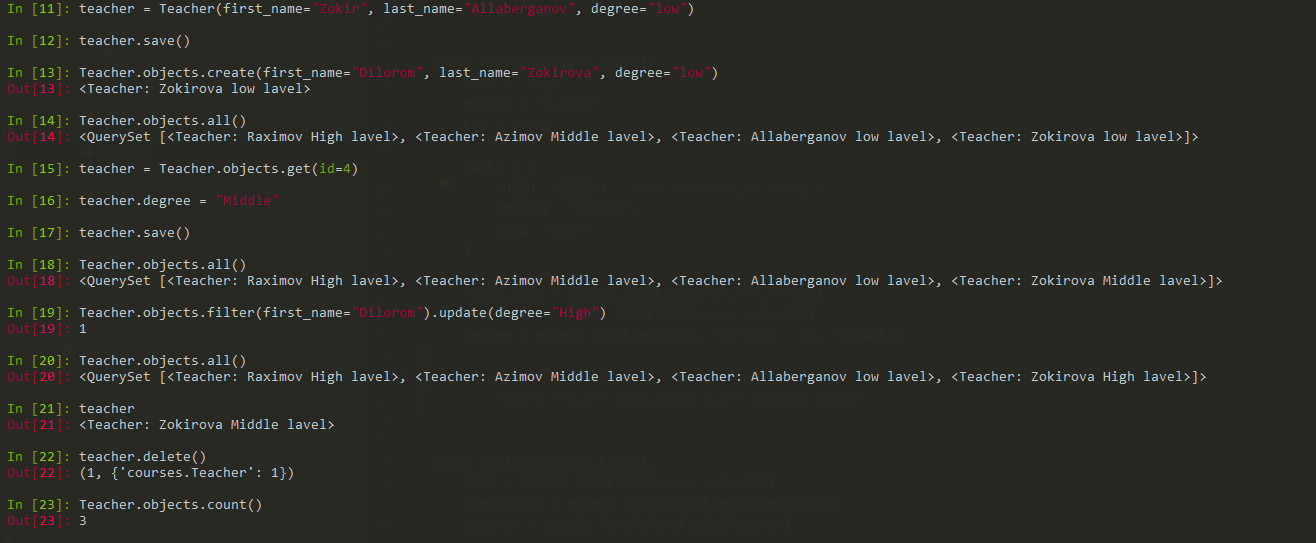 In [11]: teacher = Teacher(first_name="Zokir", last_name="Allaberganov", degree="low")
In [12]: teacher.save()
In [13]: Teacher.objects.create(first_name="Dilorom", last_name="Zokirova", degree="low")
Out[13]: <Teacher: Zokirova low lavel>
In [14]: Teacher.objects.all()
Out[14]: <QuerySet [<Teacher: Raximov High lavel>, <Teacher: Azimov Middle lavel>, <Teacher: Allaberganov low lavel>, <Teacher: Zokirova low lavel>]>
In [15]: teacher = Teacher.objects.get(id=4)
In [16]: teacher.degree = "Middle"
In [17]: teacher.save()
In [18]: Teacher.objects.all()
Out[18]: <QuerySet [<Teacher: Raximov High lavel>, <Teacher: Azimov Middle lavel>, <Teacher: Allaberganov low lavel>, <Teacher: Zokirova Middle lavel>]>
In [19]: Teacher.objects.filter(first_name="Dilorom").update(degree="High")
Out[19]: 1
In [20]: Teacher.objects.all()
Out[20]: <QuerySet [<Teacher: Raximov High lavel>, <Teacher: Azimov Middle lavel>, <Teacher: Allaberganov low lavel>, <Teacher: Zokirova High lavel>]>
In [21]: teacher
Out[21]: <Teacher: Zokirova Middle lavel>
In [22]: teacher.delete()
Out[22]: (1, {'courses.Teacher': 1})
In [23]: Teacher.objects.count()
Out[23]: 3